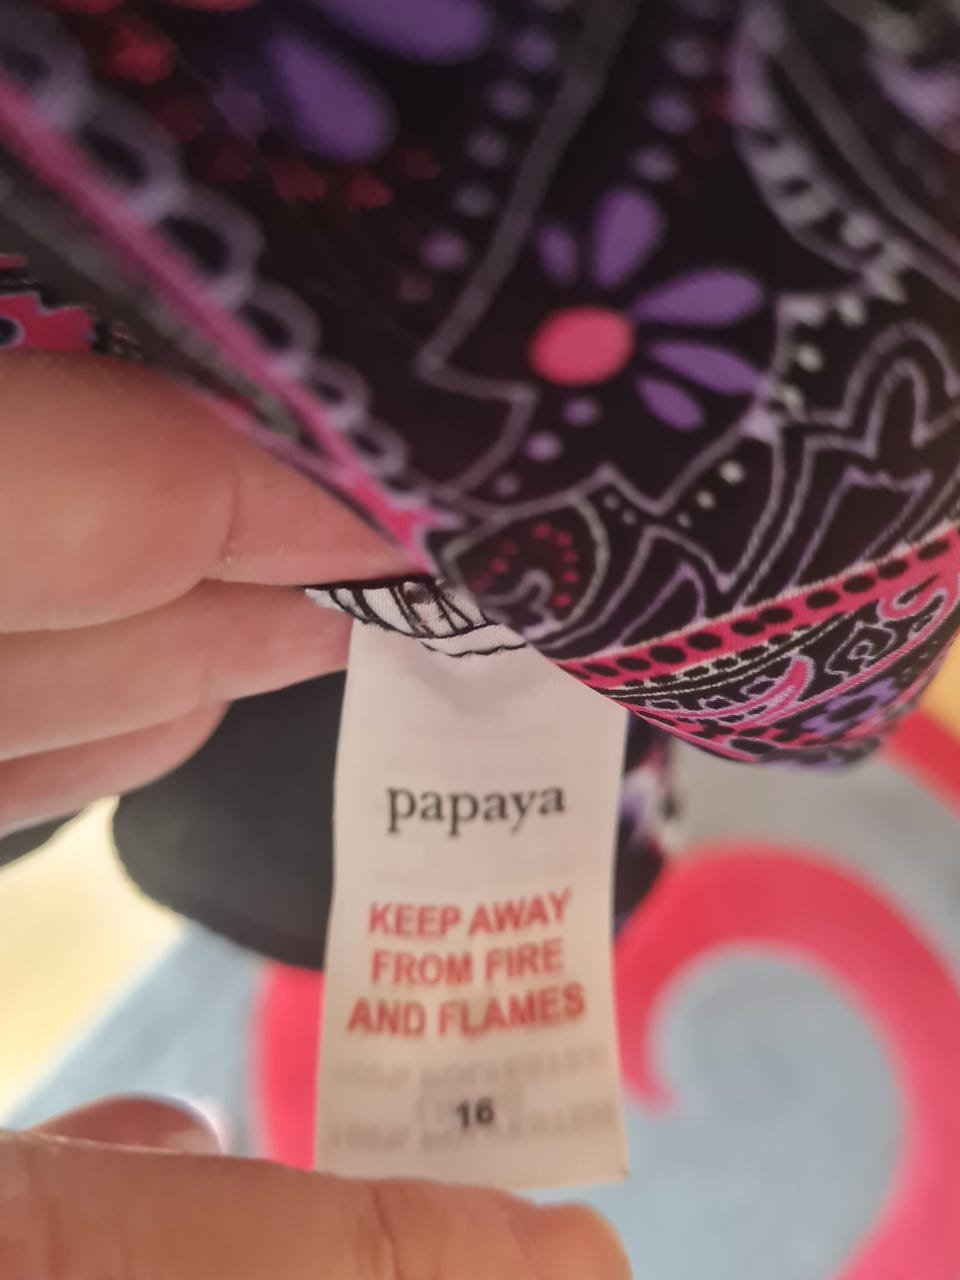 papaya
KEEP AWAY
FROM FIRE
AND FLAMES
16